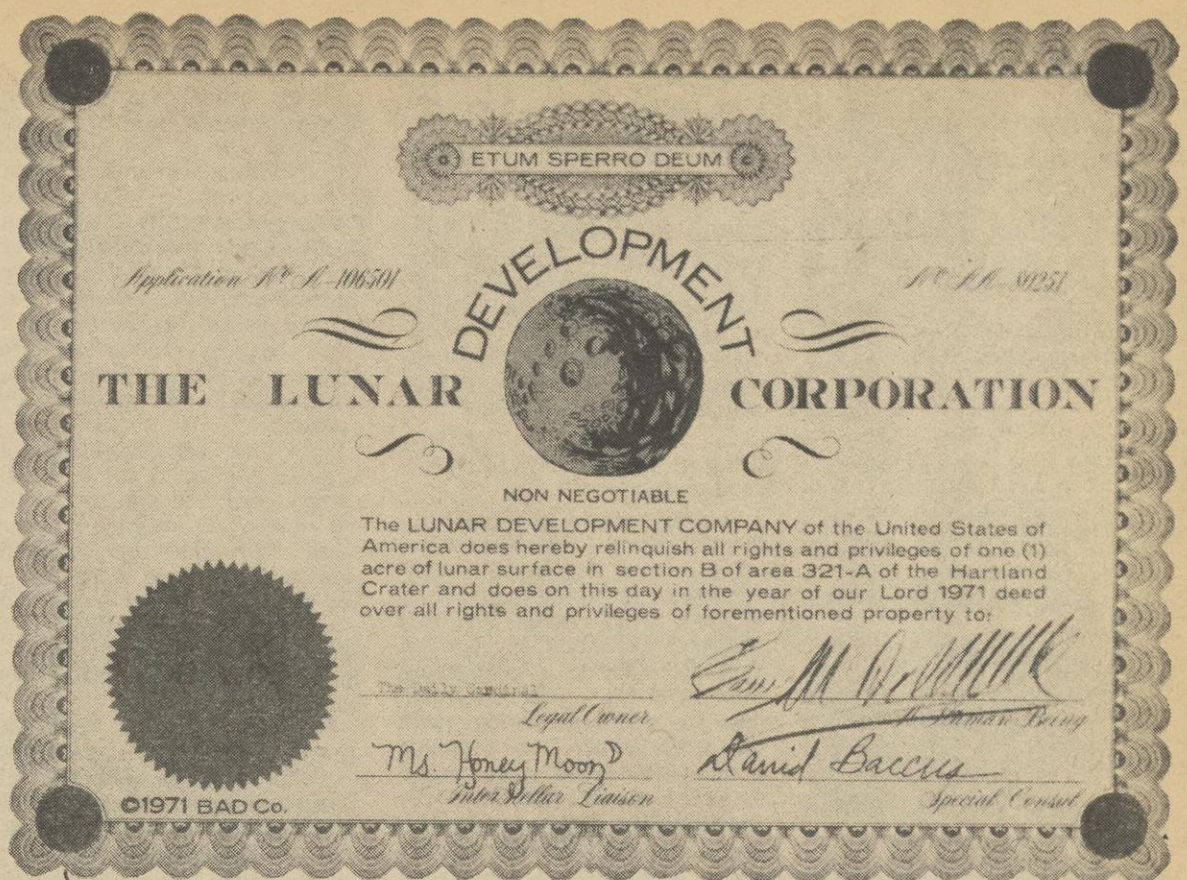 ETUM SPERRO DEUM
Application No A-106501
No AA-80251
DEVELOPMENT
THE LUNAR CORPORATION
NON NEGOTIABLE
The LUNAR DEVELOPMENT COMPANY of the United States of
America does hereby relinquish all rights and privileges of one (1)
acre of lunar surface in section B of area 321-A of the Hartland
Crater and does on this day in the year of our Lord 1971 deed
over all rights and privileges of forementioned property to:
The Daily Cardinal
Legal Owner
Human Being
Ms. Honey Moon
David Baccus
Inter Stellar Liaison
Special Consul
©1971 BAD Co.